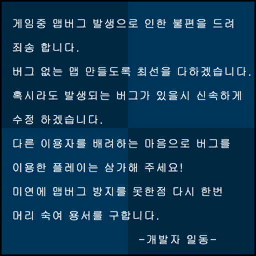 게임중 맵버그 발생으로 인한 불편을 드려
죄송 합니다.
버그 없는 맵 만들도록 최선을 다하겠습니다.
혹시라도 발생되는 버그가 있을시 신속하게
수정 하겠습니다.
다른 이용자를 배려하는 마음으로 버그를
이용한 플레이는 삼가해 주세요!
미연에 맵버그 방지를 못한점 다시 한번
머리 숙여 용서를 구합니다.
-개발자 일동-